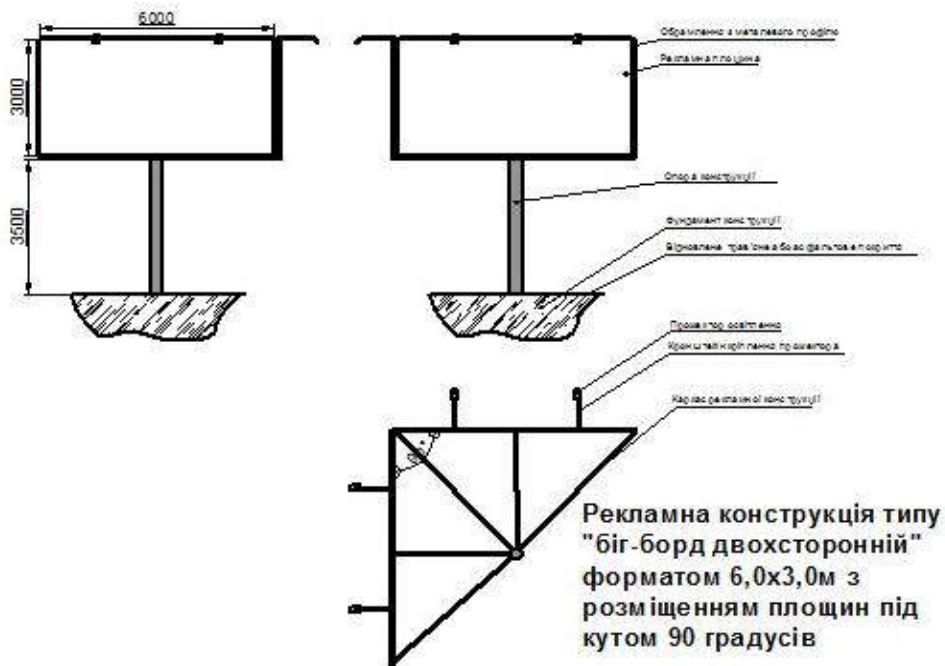 6000
3000
3500
Обрамлення з металевого профілю
Рекламна площина
Опора конструкції
Фундамент конструкції
Відновлене трав'яне або асфальтове покриття
Прожектор освітлення
Кронштейн кріплення прожектора
Каркас рекламної конструкції
90°
Рекламна конструкція типу
"біг-борд двохсторонній"
форматом 6,0х3,0м з
розміщенням площин під
кутом 90 градусів